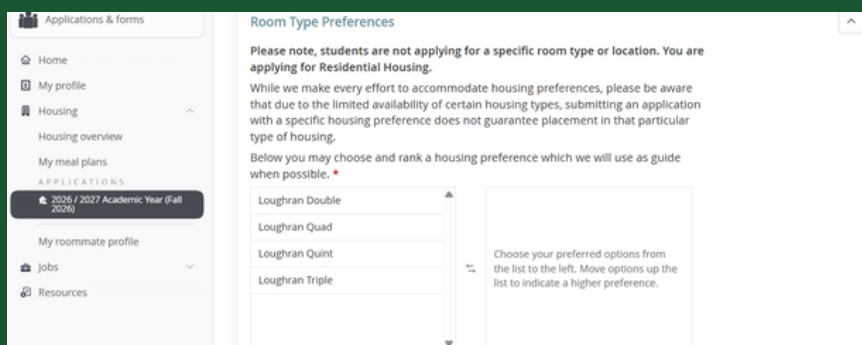 Applications & forms
Home
My profile
Housing
Housing overview
My meal plans
APPLICATIONS
2026 / 2027 Academic Year (Fall
2026)
My roommate profile
Jobs
Resources
Room Type Preferences
Please note, students are not applying for a specific room type or location. You are
applying for Residential Housing.
While we make every effort to accommodate housing preferences, please be aware
that due to the limited availability of certain housing types, submitting an application
with a specific housing preference does not guarantee placement in that particular
type of housing.
Below you may choose and rank a housing preference which we will use as guide
when possible. *
Loughran Double
Loughran Quad
Loughran Quint
Loughran Triple
Choose your preferred options from
the list to the left. Move options up the
list to indicate a higher preference.